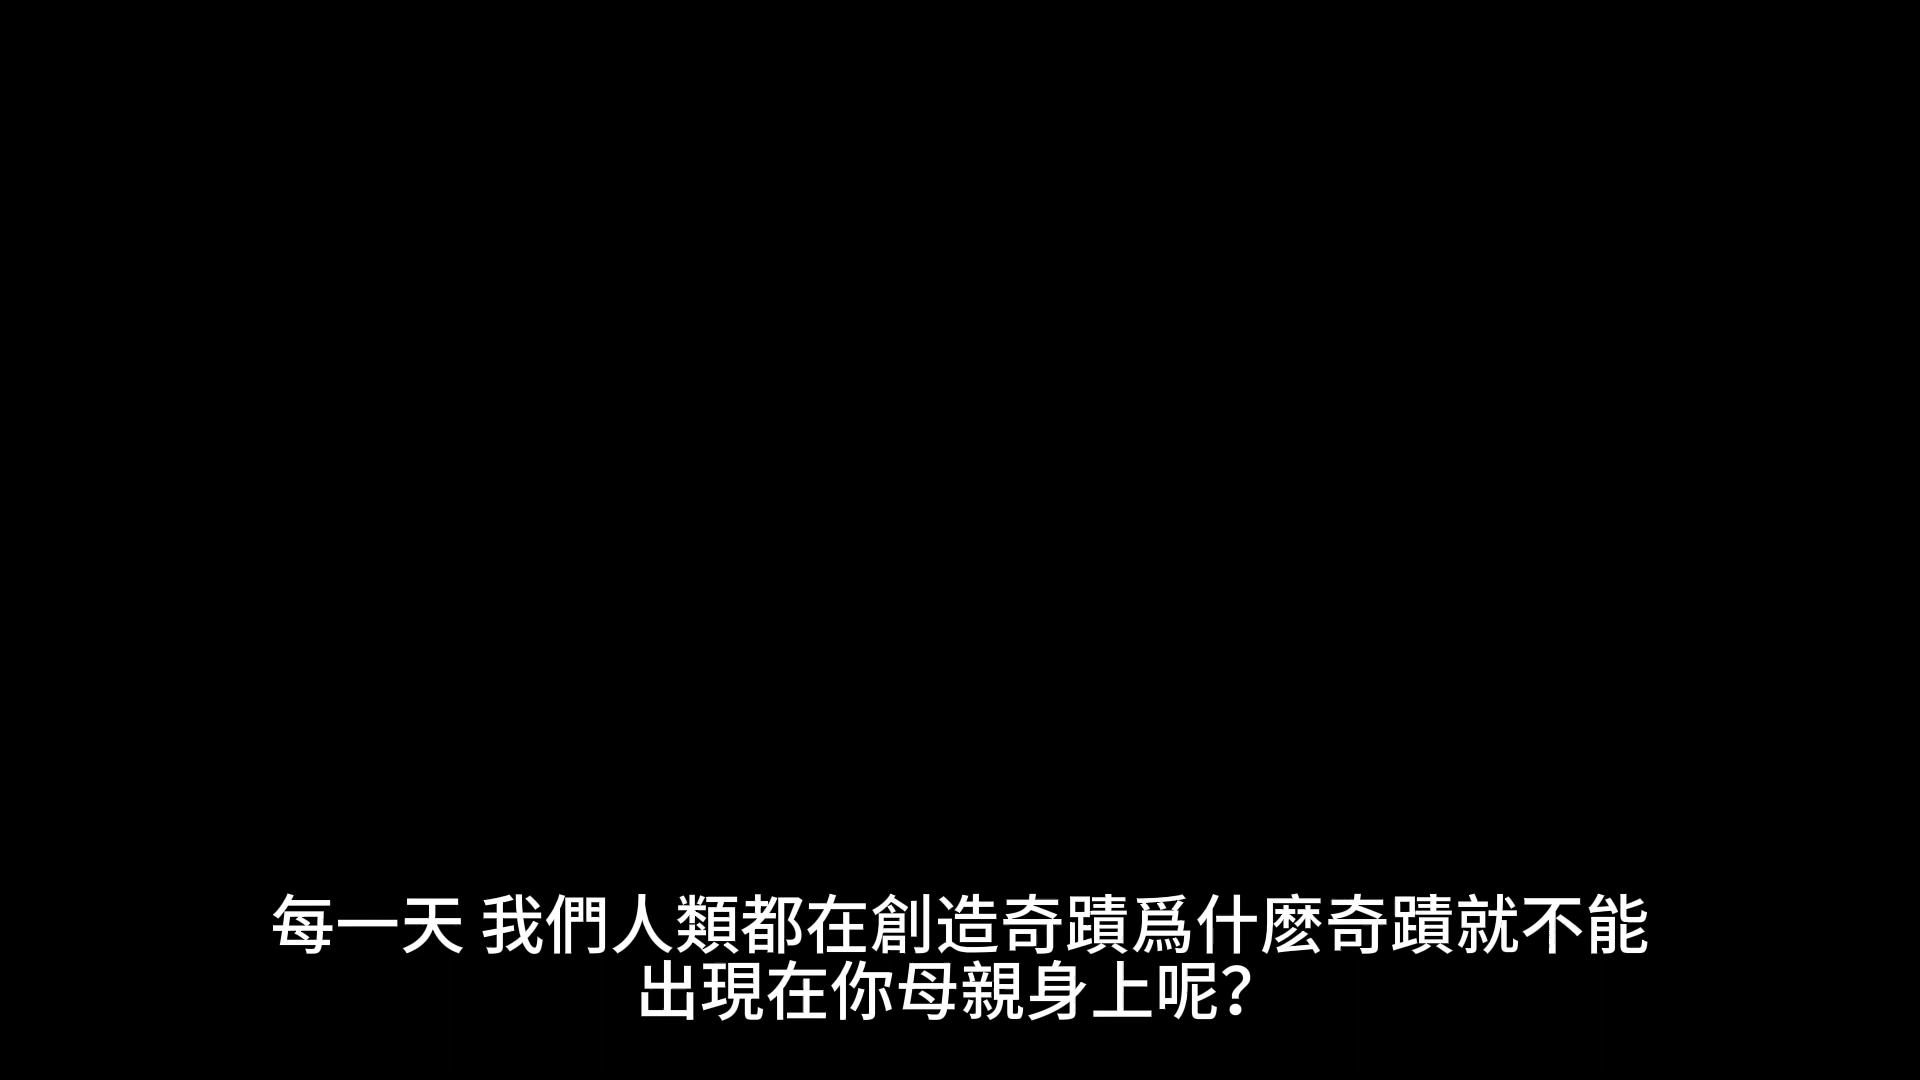 每一天 我們人類都在創造奇蹟爲什麽奇蹟就不能
出現在你母親身上呢？